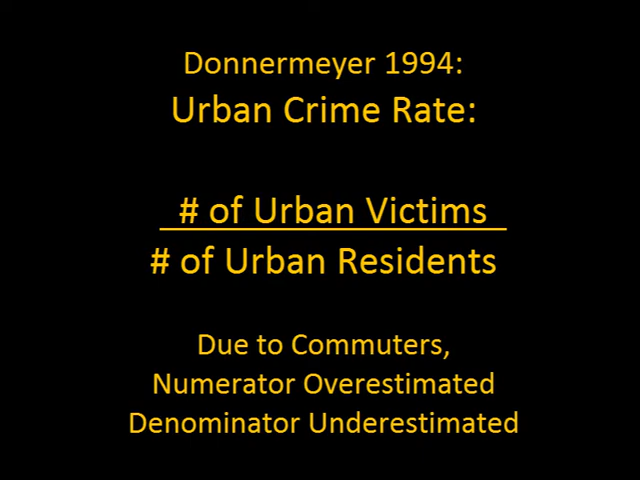 Donnermeyer 1994:
Urban Crime Rate:
# of Urban Victims
# of Urban Residents
Due to Commuters,
Numerator Overestimated
Denominator Underestimated